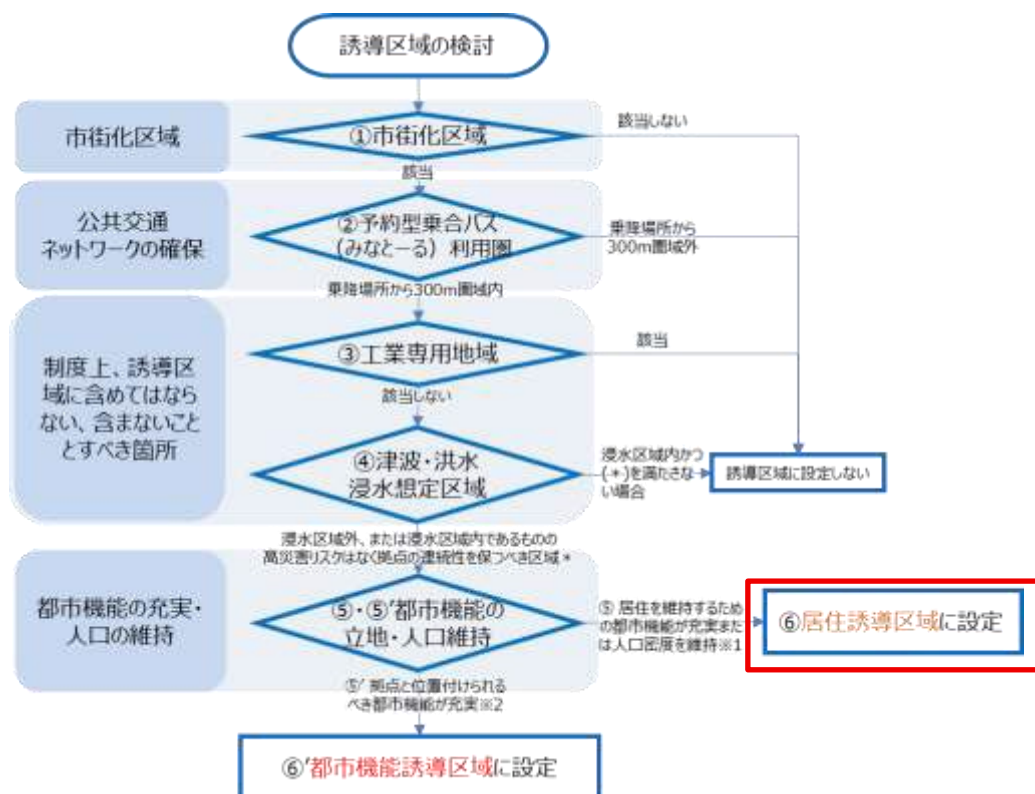 誘導区域の検討
市街化区域
①市街化区域
該当しない
該当
公共交通
ネットワークの確保
②予約型乗合バス
(みなとーる)利用圏
乗降場所から
300m圏域外
乗降場所から300m圏域内
制度上、誘導区
域に含めてはなら
ない、含まないこと
とすべき箇所
③工業専用地域
該当
該当しない
④津波・洪水
浸水想定区域
浸水区域内かつ
(*)を満たさな
い場合
誘導区域に設定しない
浸水区域外、または浸水区域内であるものの
高災害リスクはなく拠点の連続性を保つべき区域*
都市機能の充実・
人口の維持
⑤・⑤'都市機能の
立地・人口維持
⑤ 居住を維持するため
の都市機能が充実また
は人口密度を維持※1
⑥居住誘導区域に設定
⑤' 拠点と位置付けられる
べき都市機能が充実※2
⑥'都市機能誘導区域に設定